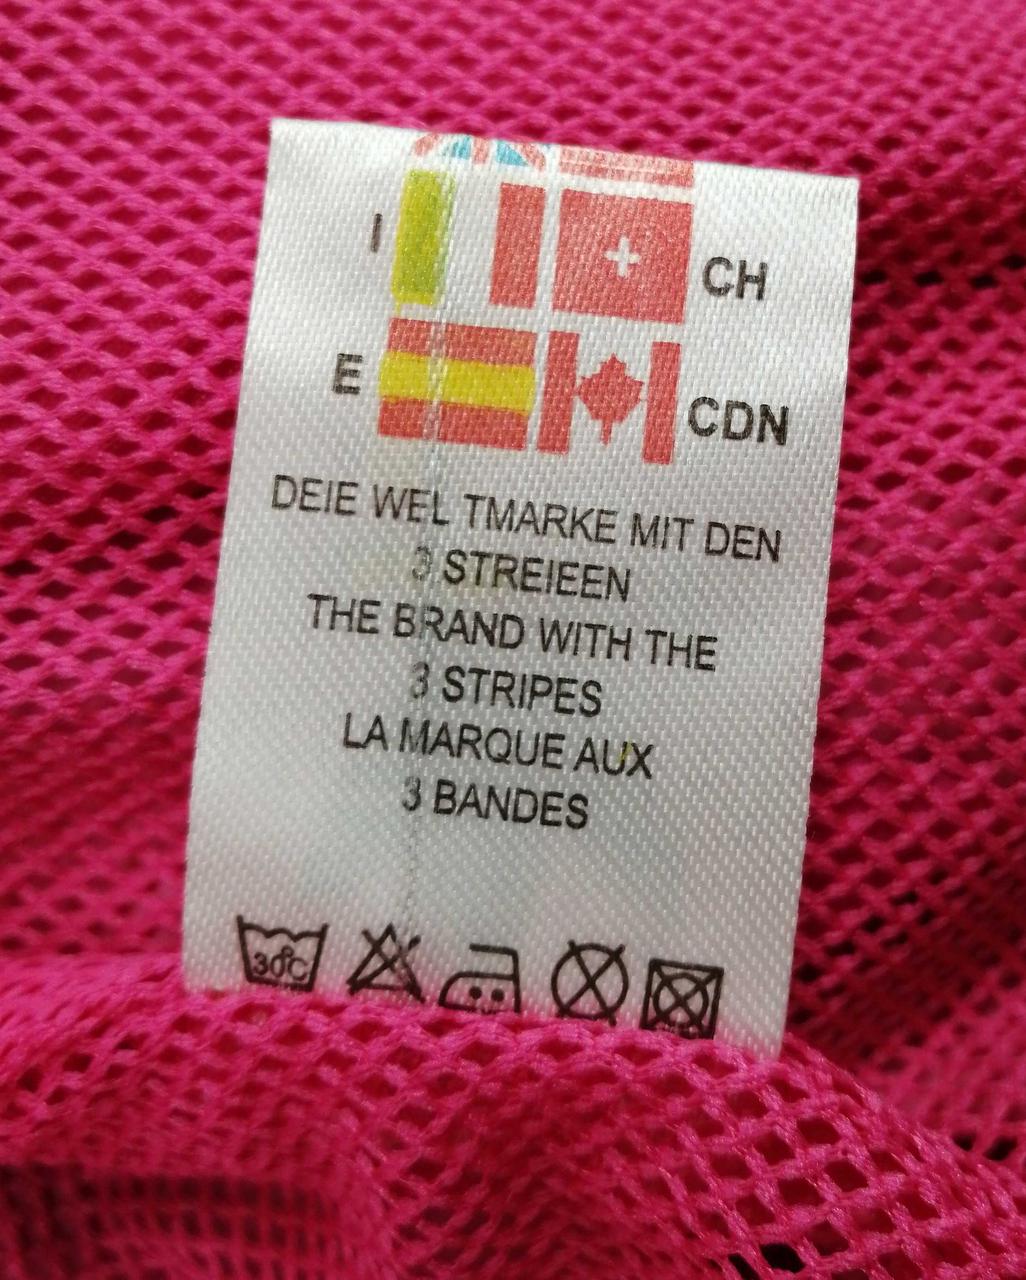 I
CH
E
CDN
DEIE WEL TMARKE MIT DEN
3 STREIEEN
THE BRAND WITH THE
3 STRIPES
LA MARQUE AUX
3 BANDES
30°C